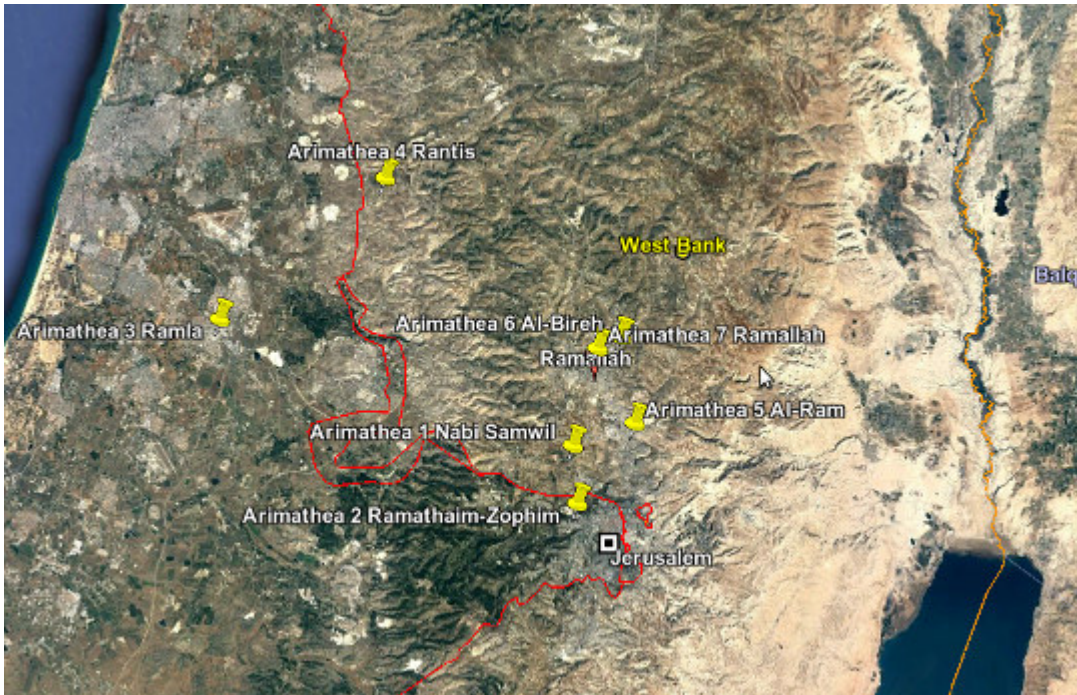 Arimathea 4 Rantis
West Bank
Balq
Arimathea 3 Ramla
Arimathea 6 Al-Bireh
Arimathea 7 Ramallah
Ramallah
Arimathea 5 Al-Ram
Arimathea 1 Nabi Samwil
Arimathea 2 Ramathaim-Zophim
Jerusalem